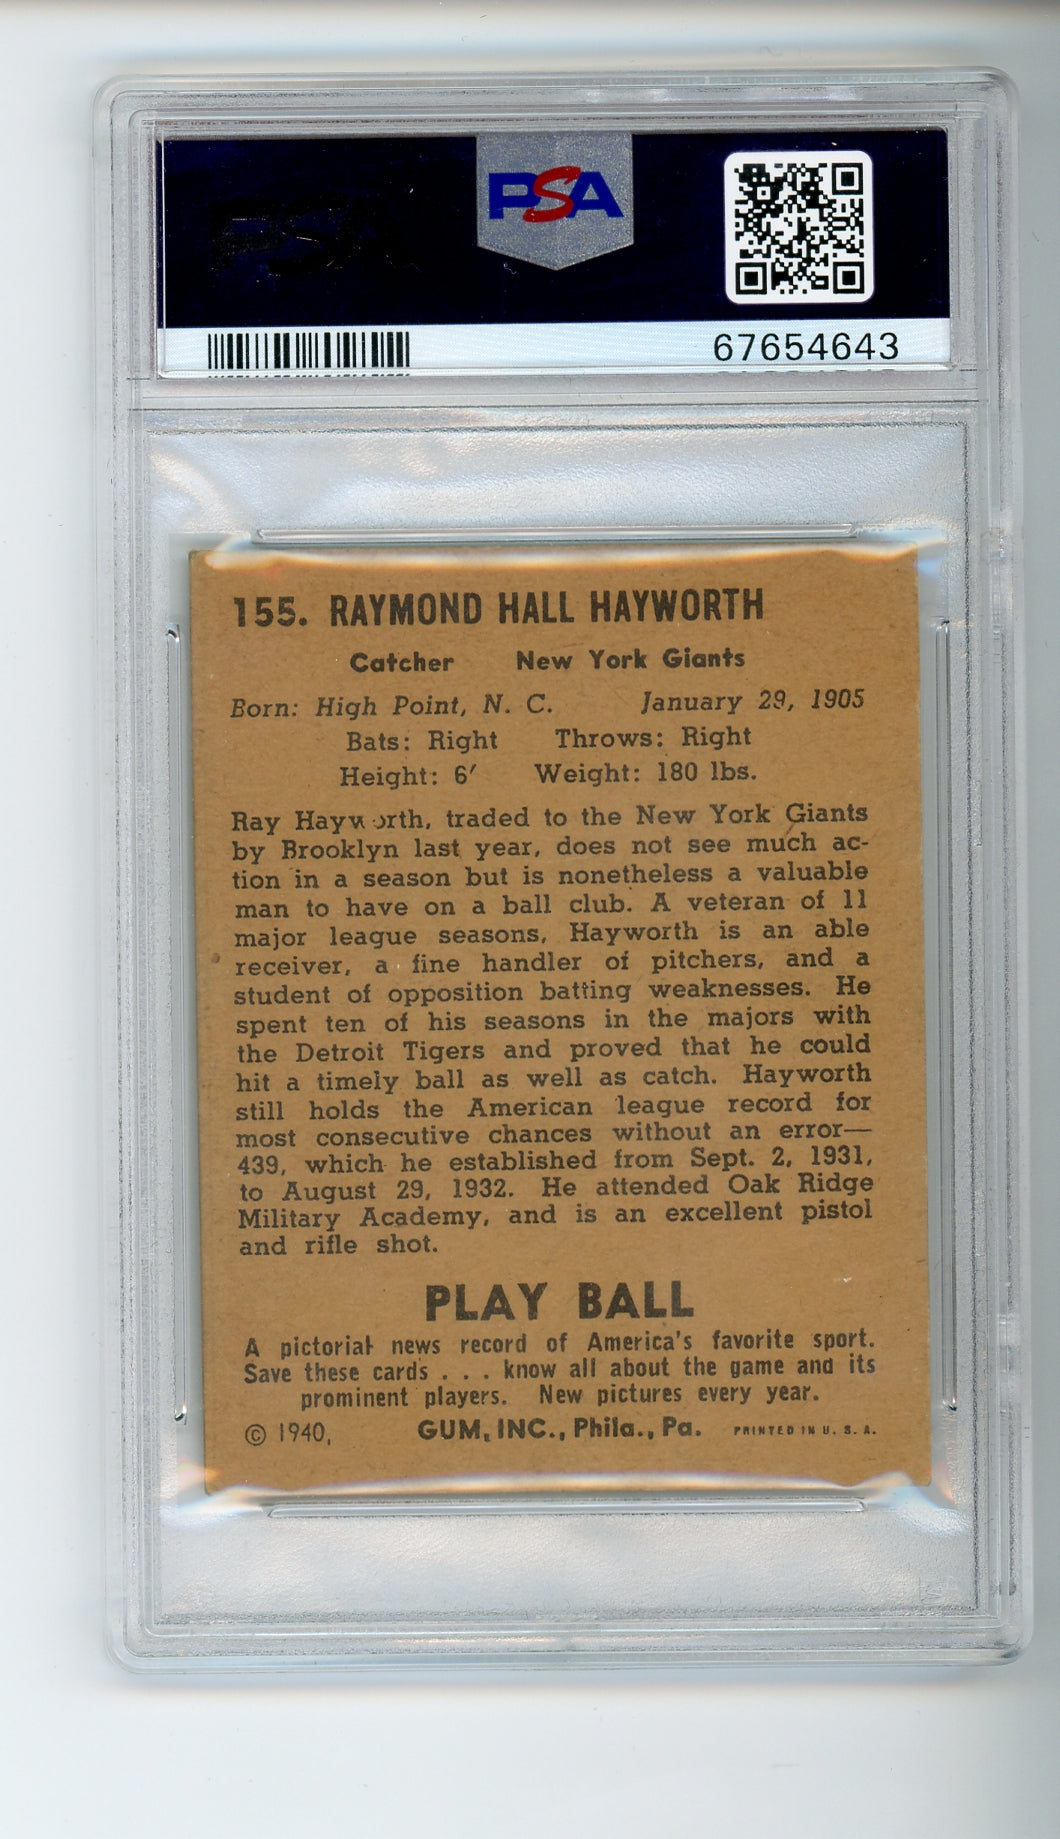 PSA
67654643
155. RAYMOND HALL HAYWORTH
Catcher New York Giants
Born: High Point, N. C. January 29, 1905
Bats: Right Throws: Right
Height: 6′ Weight: 180 lbs.
Ray Hayworth, traded to the New York Giants
by Brooklyn last year, does not see much ac-
tion in a season but is nonetheless a valuable
man to have on a ball club. A veteran of 11
major league seasons, Hayworth is an able
receiver, a fine handler of pitchers, and a
student of opposition batting weaknesses. He
spent ten of his seasons in the majors with
the Detroit Tigers and proved that he could
hit a timely ball as well as catch. Hayworth
still holds the American league record for
most consecutive chances without an error—
439, which he established from Sept. 2, 1931,
to August 29, 1932. He attended Oak Ridge
Military Academy, and is an excellent pistol
and rifle shot.
PLAY BALL
A pictorial news record of America's favorite sport.
Save these cards . . . know all about the game and its
prominent players. New pictures every year.
© 1940, GUM, INC., Phila., Pa. PRINTED IN U. S. A.